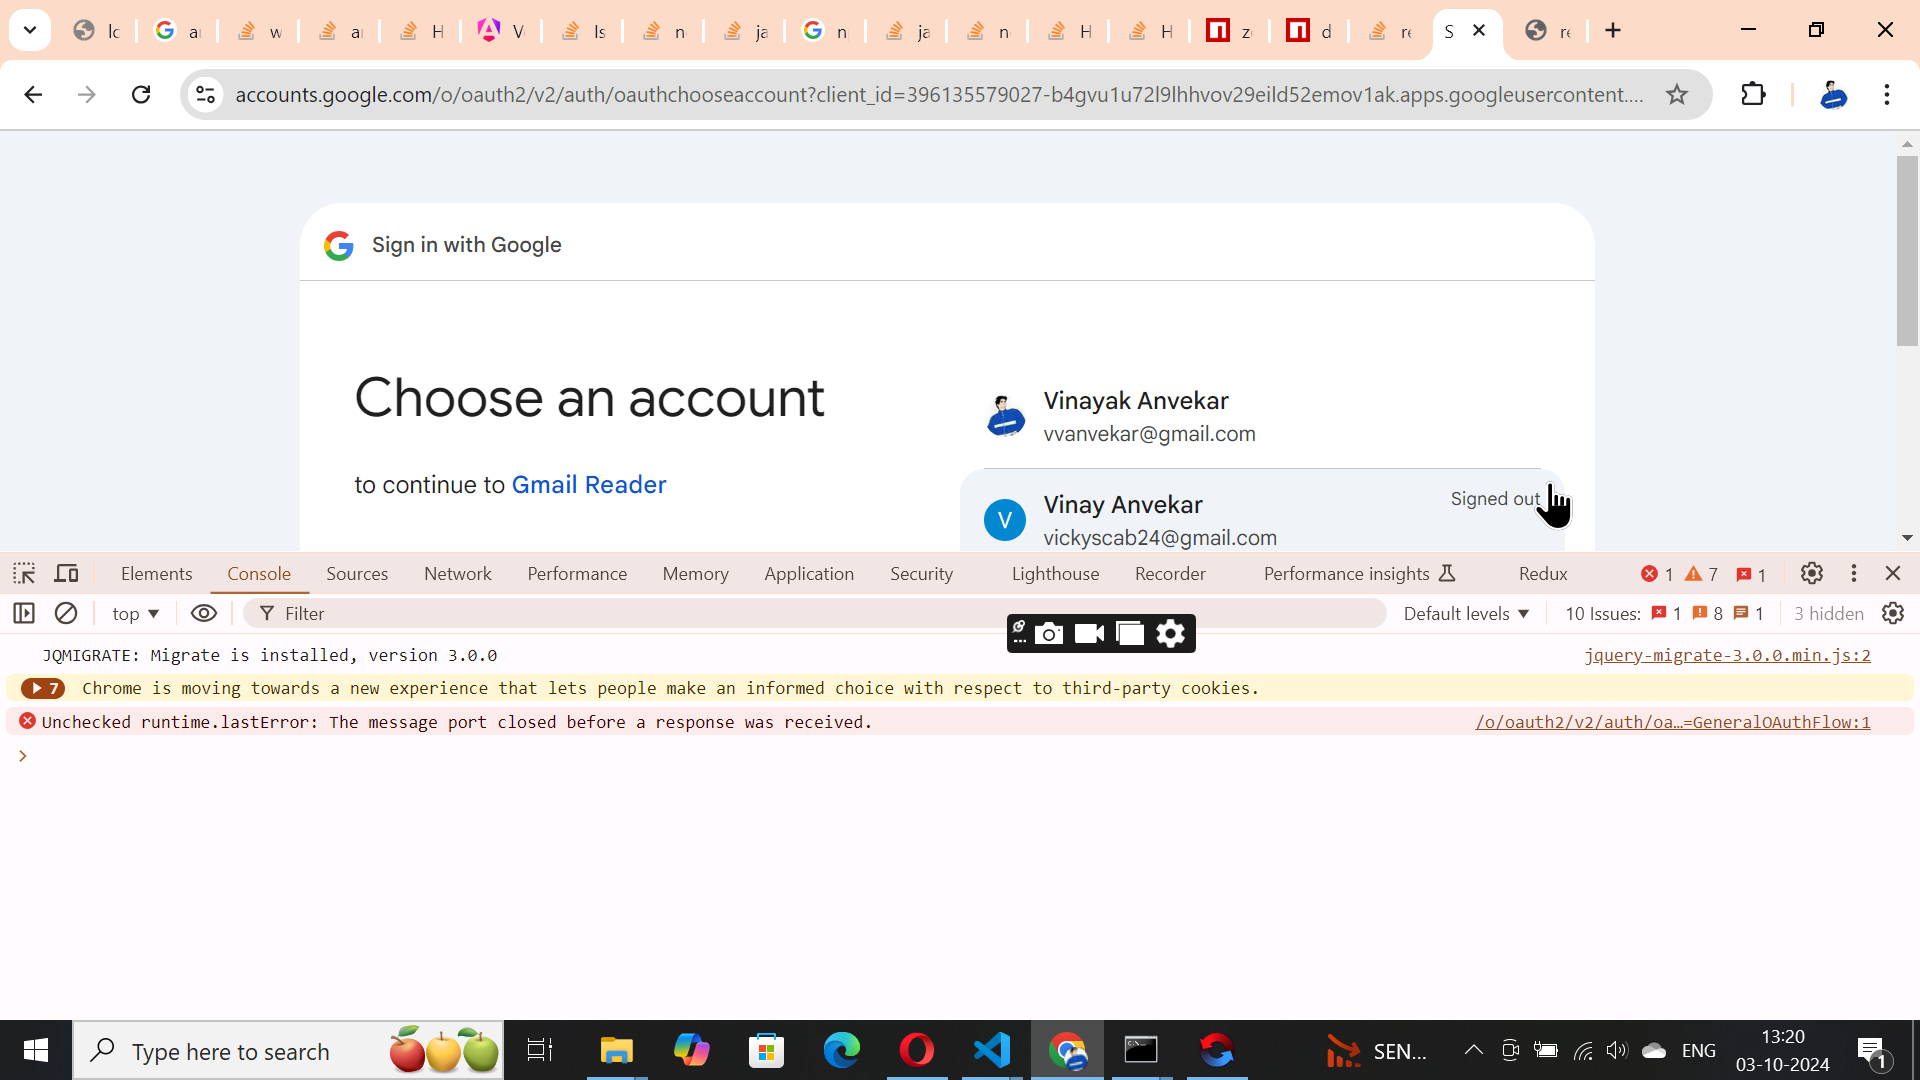 lc
a
w
a
H
V
Is
n
ja
n
ja
n
H
H
z
d
re
S
re
accounts.google.com/o/oauth2/v2/auth/oauthchooseaccount?client_id=396135579027-b4gvu1u72l9lhhvov29eild52emov1ak.apps.googleusercontent....
Sign in with Google
Choose an account
to continue to Gmail Reader
Vinayak Anvekar
vvanvekar@gmail.com
V
Vinay Anvekar
Signed out
vickyscab24@gmail.com
Elements Console Sources Network Performance Memory Application Security Lighthouse Recorder Performance insights Redux 1 7 1
top Filter Default levels 10 Issues: 1 8 1 3 hidden
JQMIGRATE: Migrate is installed, version 3.0.0 jquery-migrate-3.0.0.min.js:2
7 Chrome is moving towards a new experience that lets people make an informed choice with respect to third-party cookies.
Unchecked runtime.lastError: The message port closed before a response was received. /o/oauth2/v2/auth/oa…=GeneralOAuthFlow:1
Type here to search
SEN...
ENG
13:20
03-10-2024
1